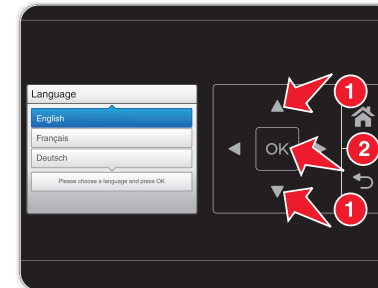 Language
English
Français
Deutsch
Please choose a language and press OK
OK
1
2
1